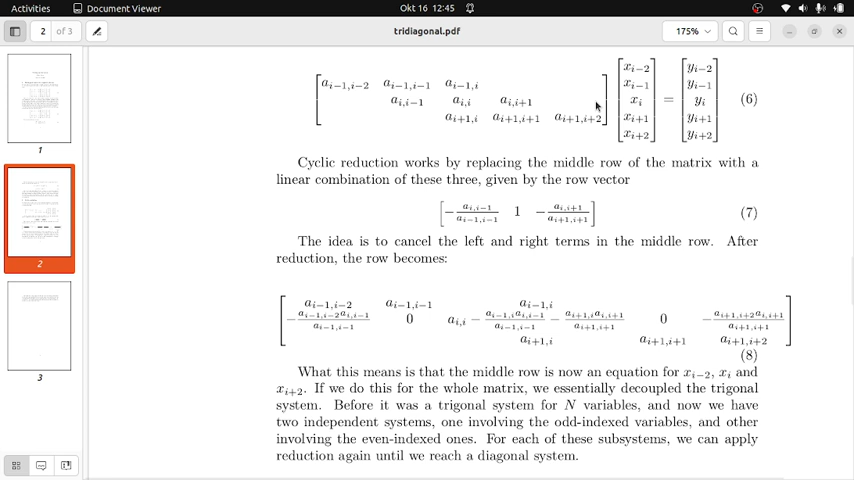 Activities Document Viewer Okt 16 12:45
2 of 3 tridiagonal.pdf 175%
a_{i−1,i−2} a_{i−1,i−1} a_{i−1,i} x_{i−2} y_{i−2}
a_{i,i−1} a_{i,i} a_{i,i+1} x_{i−1} y_{i−1}
a_{i+1,i} a_{i+1,i+1} a_{i+1,i+2} x_i = y_i (6)
x_{i+1} y_{i+1}
x_{i+2} y_{i+2}
Cyclic reduction works by replacing the middle row of the matrix with a
linear combination of these three, given by the row vector
[−a_{i,i−1}/a_{i−1,i−1} 1 −a_{i,i+1}/a_{i+1,i+1}] (7)
The idea is to cancel the left and right terms in the middle row. After
reduction, the row becomes:
a_{i−1,i−2} a_{i−1,i−1} a_{i−1,i}
−a_{i−1,i−2}a_{i,i−1}/a_{i−1,i−1} 0 a_{i,i} − a_{i−1,i}a_{i,i−1}/a_{i−1,i−1} − a_{i+1,i}a_{i,i+1}/a_{i+1,i+1} 0 −a_{i+1,i+2}a_{i,i+1}/a_{i+1,i+1}
a_{i+1,i} a_{i+1,i+1} a_{i+1,i+2}
(8)
What this means is that the middle row is now an equation for x_{i−2}, x_i and
x_{i+2}. If we do this for the whole matrix, we essentially decoupled the trigonal
system. Before it was a trigonal system for N variables, and now we have
two independent systems, one involving the odd-indexed variables, and other
involving the even-indexed ones. For each of these subsystems, we can apply
reduction again until we reach a diagonal system.
1
2
3